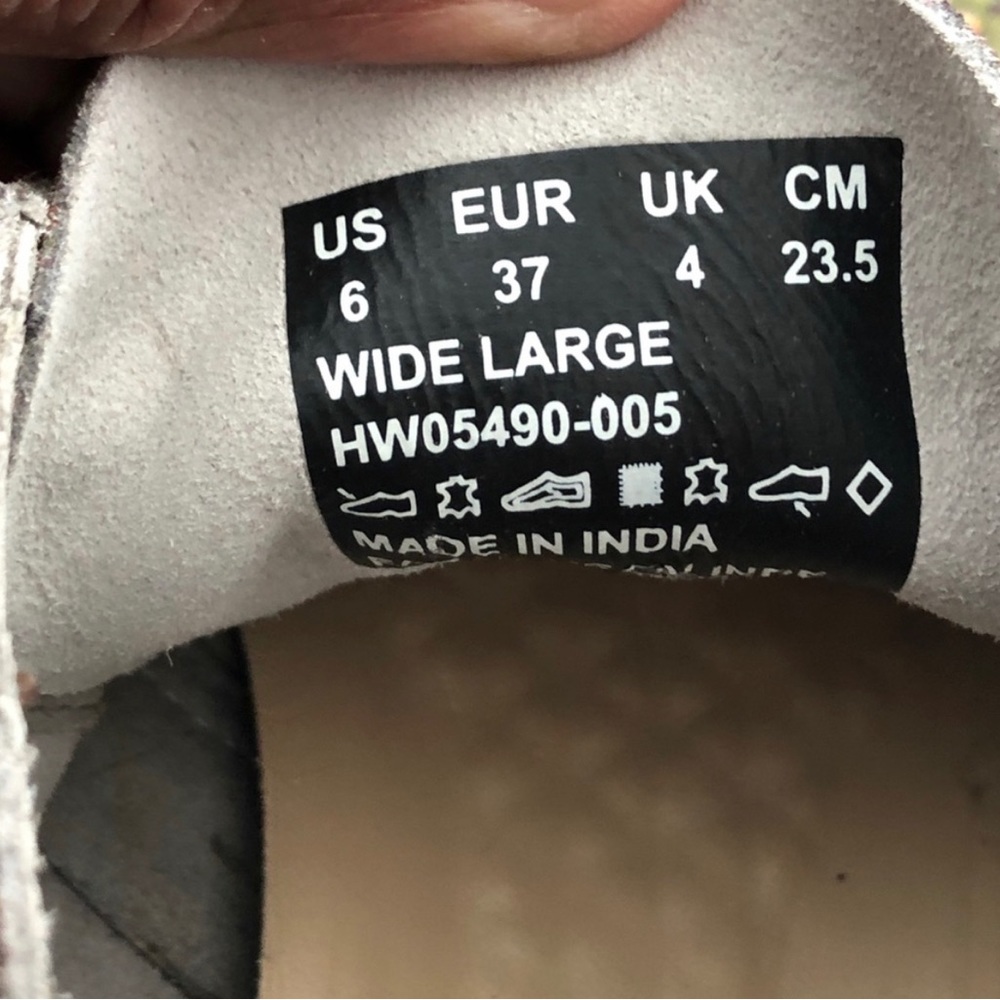 US EUR UK CM
6 37 4 23.5
WIDE LARGE
HW05490-005
MADE IN INDIA